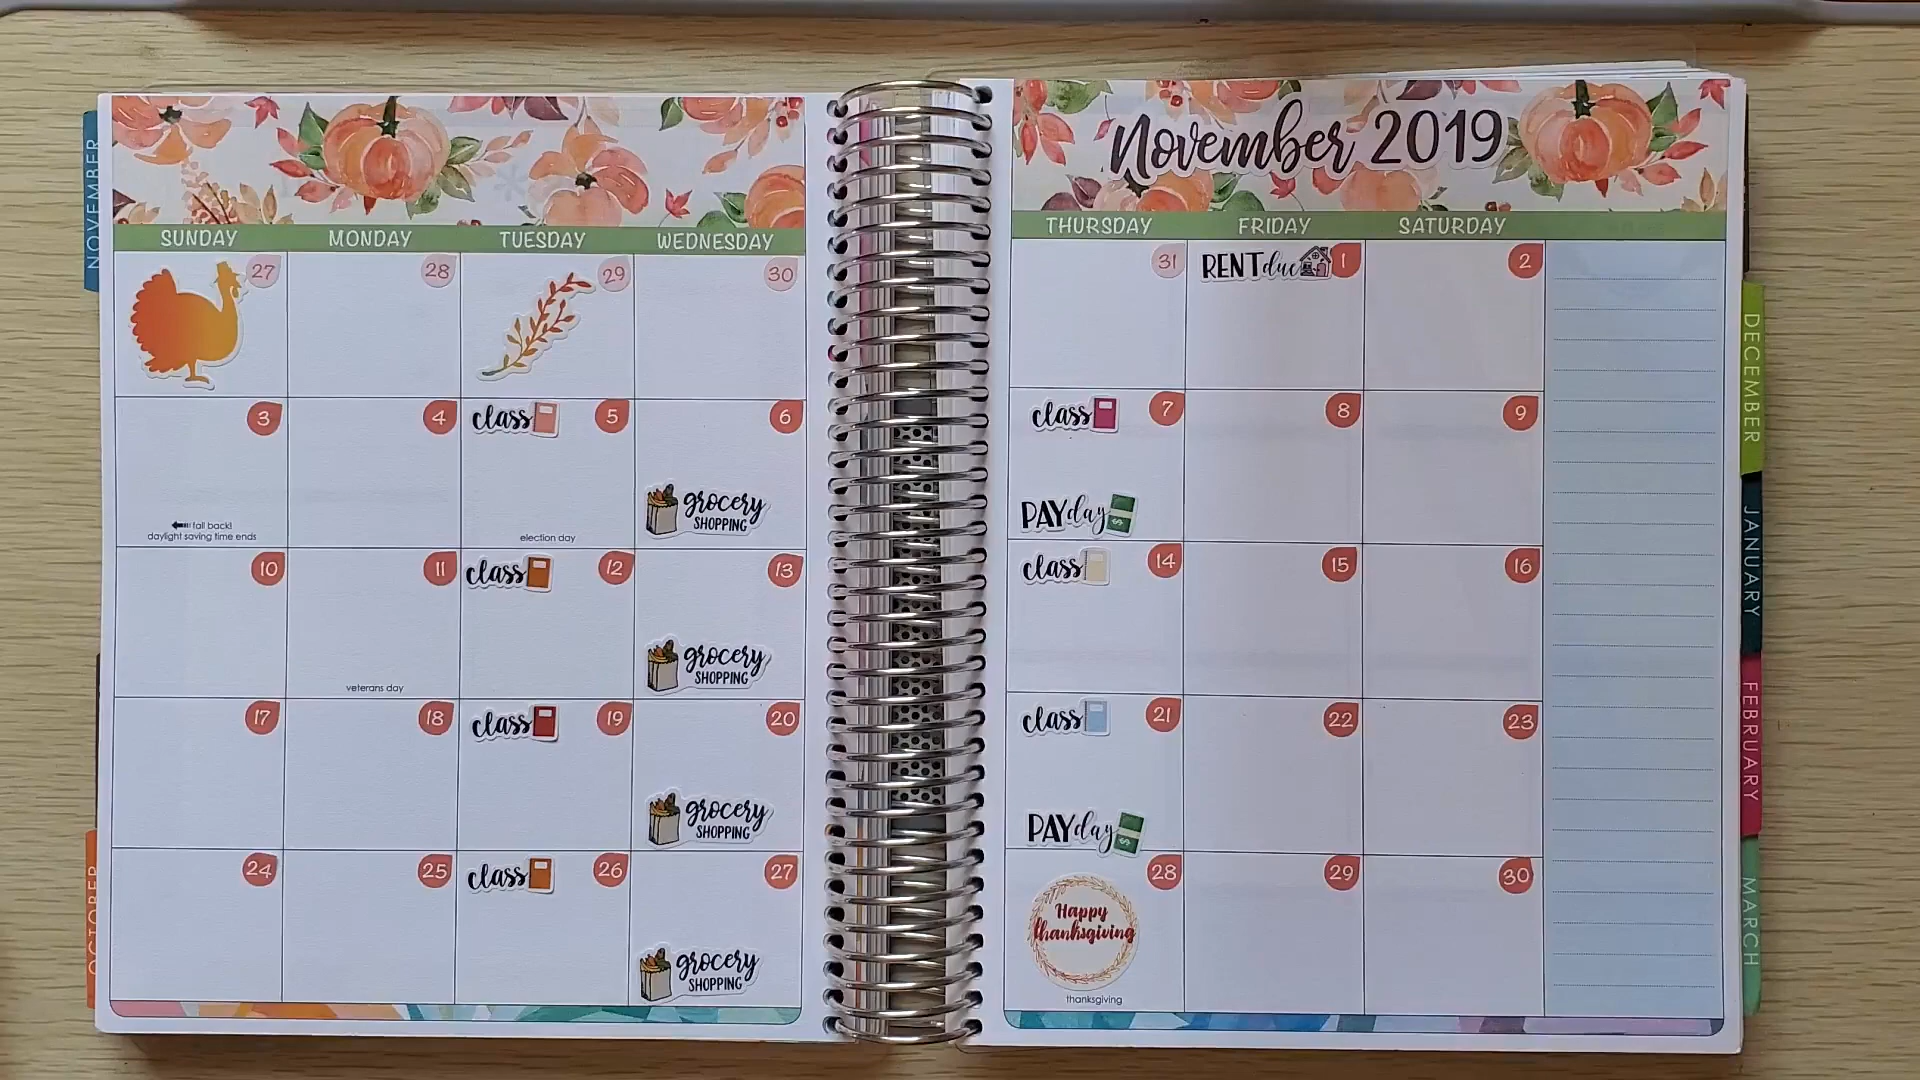 November 2019
SUNDAY MONDAY TUESDAY WEDNESDAY THURSDAY FRIDAY SATURDAY
27 28 29 30 31 RENT due 1 2
3 4 class 5 6 class 7 8 9
grocery
SHOPPING
PAYday
fall back!
daylight saving time ends
election day
10 11 class 12 13 class 14 15 16
grocery
SHOPPING
veterans day
17 18 class 19 20 class 21 22 23
grocery
SHOPPING
PAYday
24 25 class 26 27 28 29 30
Happy
thanksgiving
grocery
SHOPPING
thanksgiving
NOVEMBER
OCTOBER
DECEMBER
JANUARY
FEBRUARY
MARCH